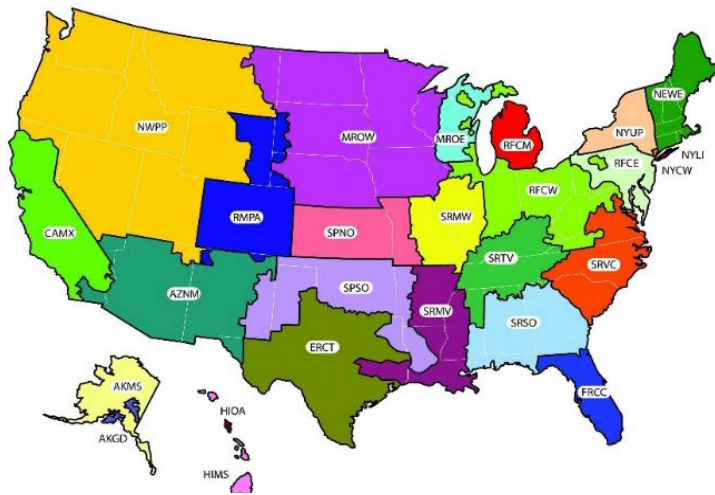 NEWE
NWPP
MROW
NYUP
MROE
RFCM
NYLI
RFCE
NYCW
RFCW
RMPA
SRMW
CAMX
SPNO
SRTV
SRVC
AZNM
SPSO
SRMV
SRSO
ERCT
AKMS
FRCC
HIOA
AKGD
HIMS